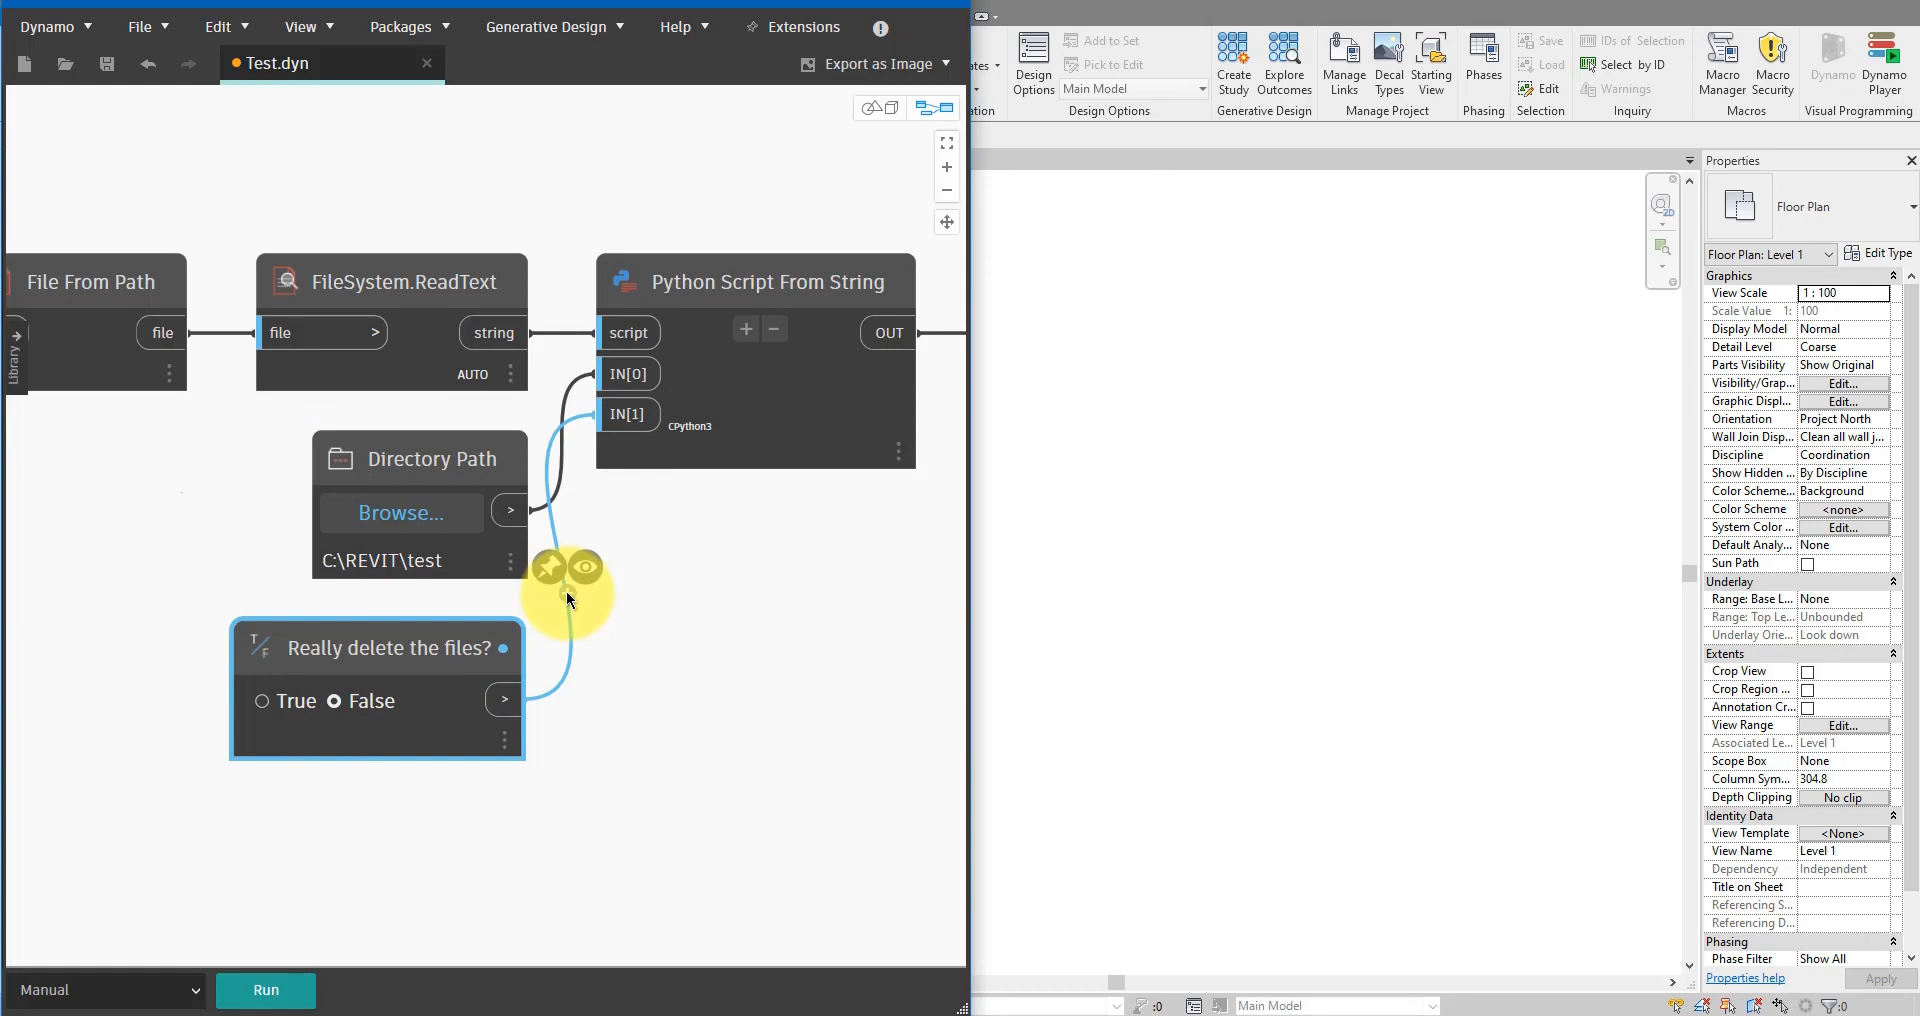 Dynamo File Edit View Packages Generative Design Help Extensions
Test.dyn
Export as Image
File From Path
file
Library
FileSystem.ReadText
file >
string
AUTO
Python Script From String
script
OUT
IN[0]
IN[1]
CPython3
Directory Path
Browse...
>
C:\REVIT\test
T/F
Really delete the files?
True False
>
Manual
Run
Design Options
Add to Set
Pick to Edit
Main Model
Design Options
Create Study
Explore Outcomes
Generative Design
Manage Links
Decal Types
Starting View
Manage Project
Phases
Phasing
Save
Load
Edit
Selection
IDs of Selection
Select by ID
Warnings
Inquiry
Macro Manager
Macro Security
Macros
Dynamo
Dynamo Player
Visual Programming
2D
Properties
Floor Plan
Floor Plan: Level 1
Edit Type
Graphics
View Scale 1 : 100
Scale Value 1: 100
Display Model Normal
Detail Level Coarse
Parts Visibility Show Original
Visibility/Grap... Edit...
Graphic Displ... Edit...
Orientation Project North
Wall Join Disp... Clean all wall j...
Discipline Coordination
Show Hidden ... By Discipline
Color Scheme... Background
Color Scheme <none>
System Color ... Edit...
Default Analy... None
Sun Path
Underlay
Range: Base L... None
Range: Top Le... Unbounded
Underlay Orie... Look down
Extents
Crop View
Crop Region ...
Annotation Cr...
View Range Edit...
Associated Le... Level 1
Scope Box None
Column Sym... 304.8
Depth Clipping No clip
Identity Data
View Template <None>
View Name Level 1
Dependency Independent
Title on Sheet
Referencing S...
Referencing D...
Phasing
Phase Filter Show All
Properties help
Apply
:0
Main Model
:0